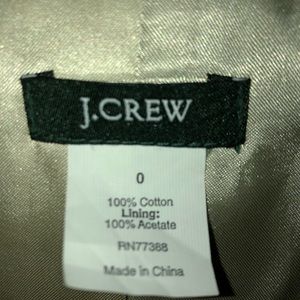 J.CREW
0
100% Cotton
Lining:
100% Acetate
RN77388
Made in China